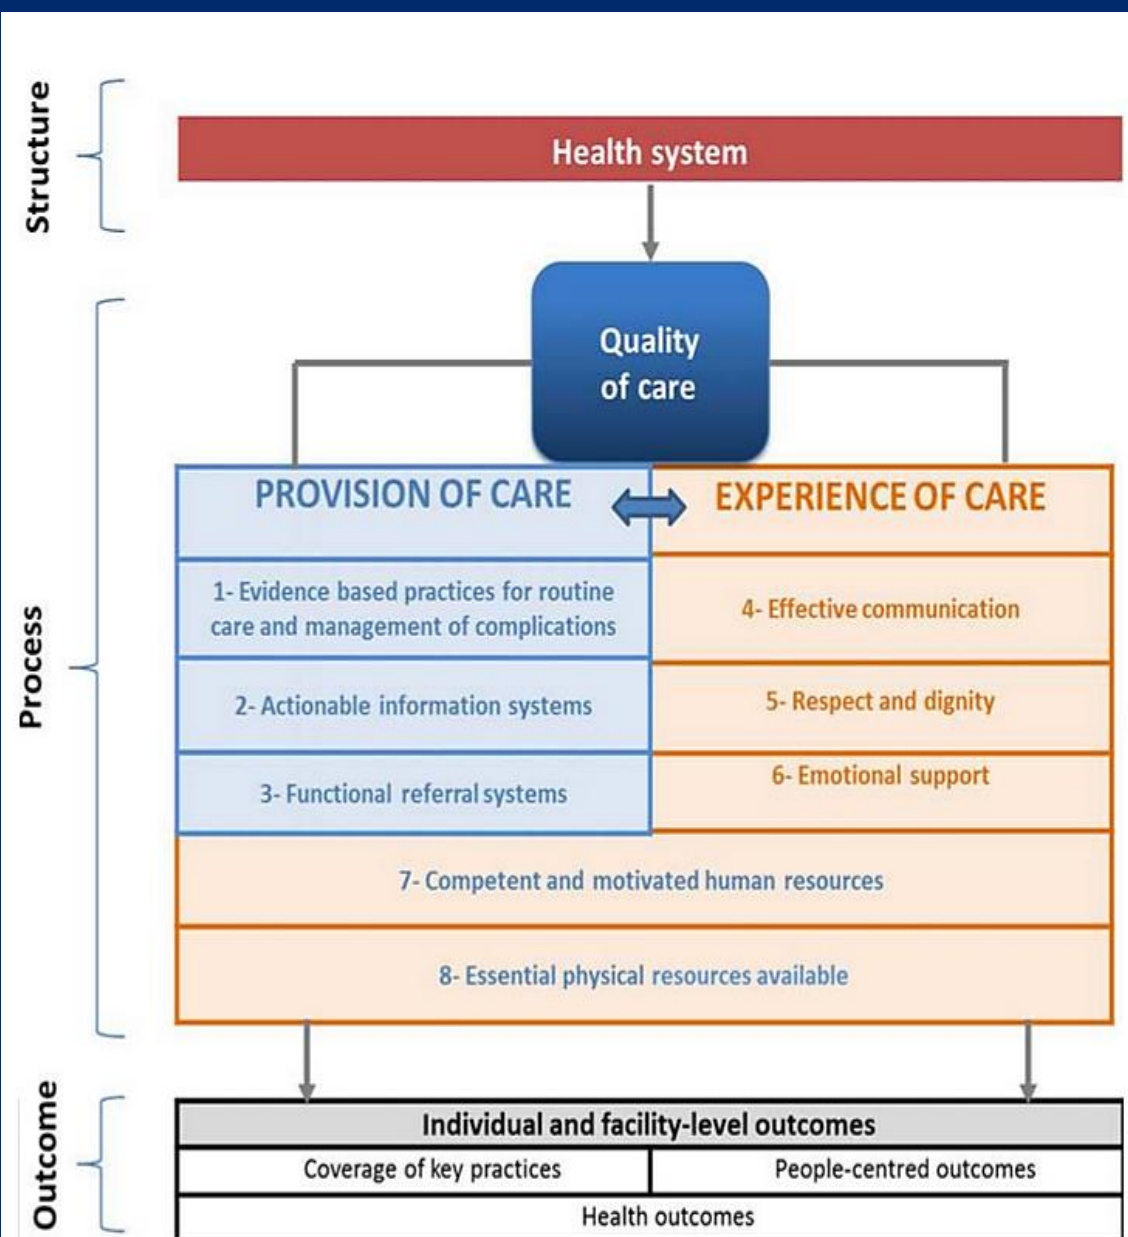 Structure
Health system
Quality
of care
Process
PROVISION OF CARE
EXPERIENCE OF CARE
1- Evidence based practices for routine
care and management of complications
2- Actionable information systems
3- Functional referral systems
4- Effective communication
5- Respect and dignity
6- Emotional support
7- Competent and motivated human resources
8- Essential physical resources available
Outcome
Individual and facility-level outcomes
Coverage of key practices
People-centred outcomes
Health outcomes